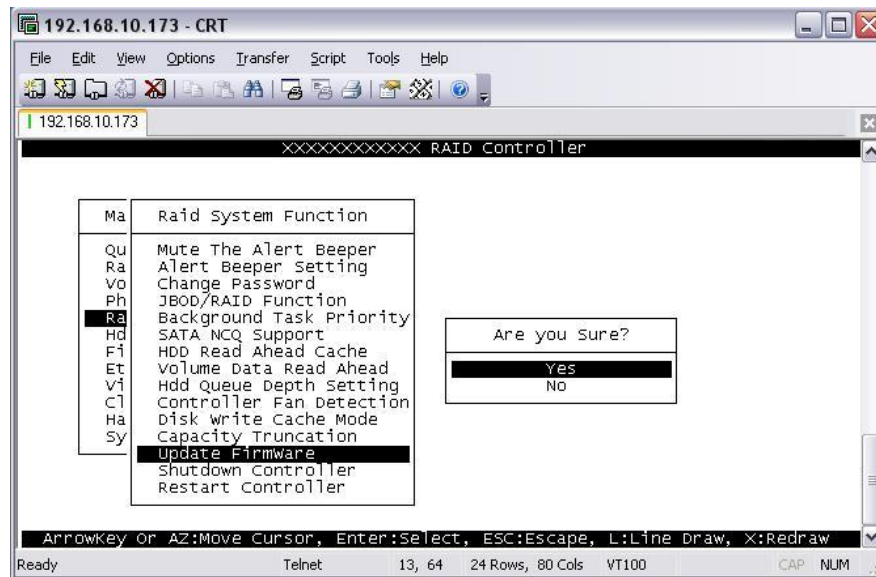 192.168.10.173 - CRT
File Edit View Options Transfer Script Tools Help
192.168.10.173
XXXXXXXXXXXX RAID Controller
Ma
Qu
Ra
Vo
Ph
Ra
Hd
Fi
Et
Vi
Cl
Ha
Sy
Raid System Function
Mute The Alert Beeper
Alert Beeper Setting
Change Password
JBOD/RAID Function
Background Task Priority
SATA NCQ Support
HDD Read Ahead Cache
Volume Data Read Ahead
Hdd Queue Depth Setting
Controller Fan Detection
Disk Write Cache Mode
Capacity Truncation
Update FirmWare
Shutdown Controller
Restart Controller
Are you Sure?
Yes
No
ArrowKey Or AZ:Move Cursor, Enter:Select, ESC:Escape, L:Line Draw, X:Redraw
Ready Telnet 13, 64 24 Rows, 80 Cols VT100 CAP NUM